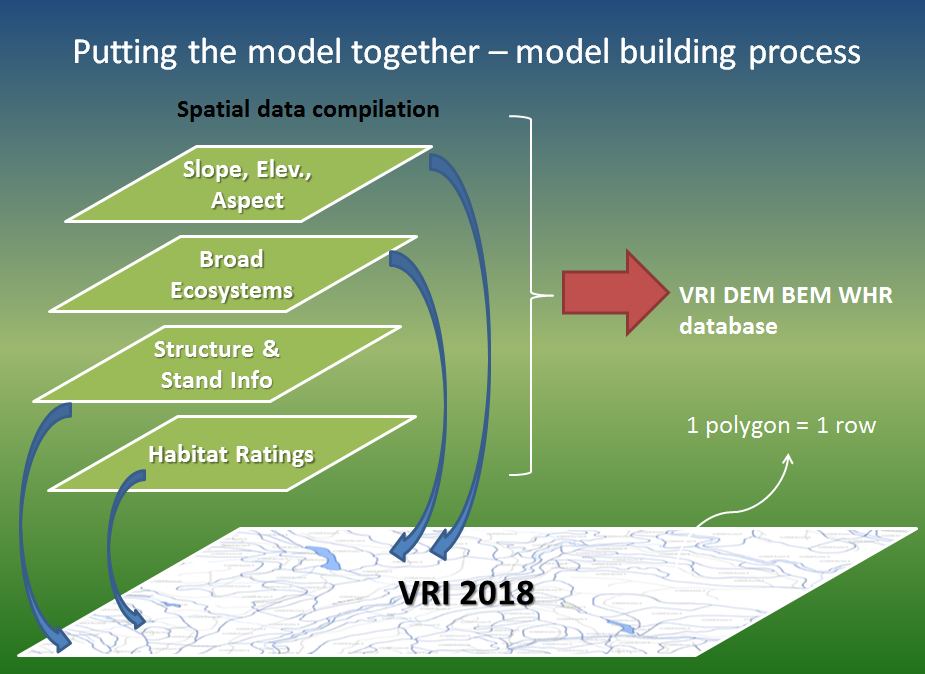 Putting the model together – model building process
Spatial data compilation
Slope, Elev.,
Aspect
Broad
Ecosystems
Structure &
Stand Info
Habitat Ratings
VRI DEM BEM WHR
database
1 polygon = 1 row
VRI 2018